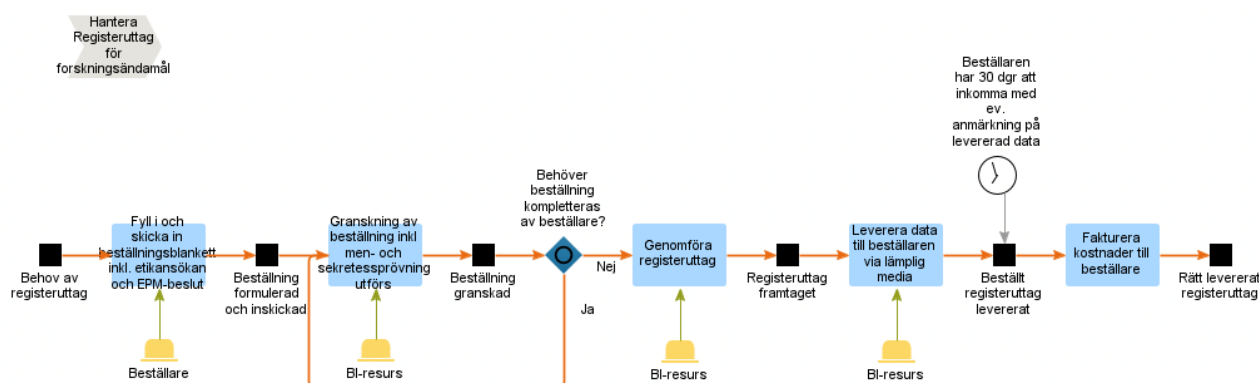 Hantera
Registeruttag
för
forskningsändamål
Beställaren
har 30 dgr att
inkomma med
ev.
anmärkning på
levererad data
Behov av
registeruttag
Fyll i och
skicka in
beställningsblankett
inkl. etikansökan
och EPM-beslut
Beställare
Beställning
formulerad
och inskickad
Granskning av
beställning inkl
men- och
sekretessprövning
utförs
BI-resurs
Beställning
granskad
Behöver
beställning
kompletteras
av beställare?
Nej
Ja
Genomföra
registeruttag
BI-resurs
Registeruttag
framtaget
Leverera data
till beställaren
via lämplig
media
BI-resurs
Beställt
registeruttag
levererat
Fakturera
kostnader till
beställare
Rätt levererat
registeruttag